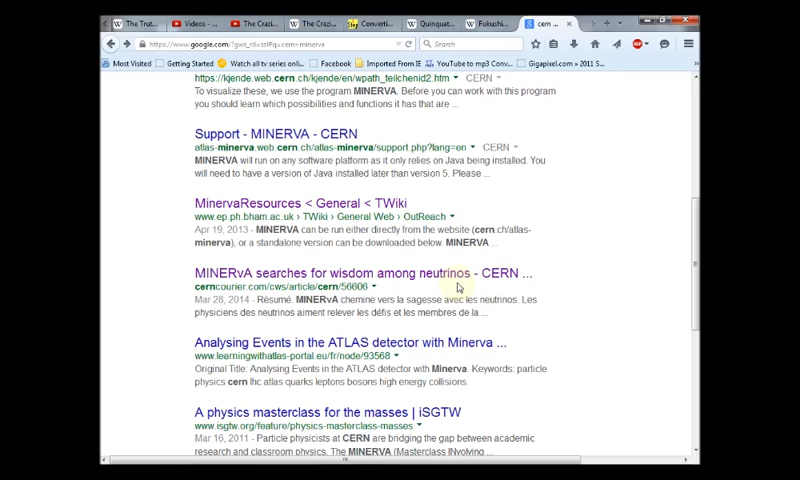 The Trut...
Videos - ...
The Crazi...
The Crazi...
Converti...
Quinquat...
Fukushi...
cern ...
https://www.google.com/?gws_rd=ssl#q=cern+minerva
Search
Most Visited
Getting Started
Watch all tv series onli...
Facebook
Imported From IE
YouTube to mp3 Conv...
Gigapixel.com » 2011 S...
https://kjende.web.cern.ch/kjende/en/wpath_teilchenid2.htm CERN
To visualize these, we use the program MINERVA. Before you can work with this program
you should learn which possibilities and functions it has that are ...
Support - MINERVA - CERN
atlas-minerva.web.cern.ch/atlas-minerva/support.php?lang=en CERN
MINERVA will run on any software platform as it only relies on Java being installed. You
will need to have a version of Java installed later than version 5. Please ...
MinervaResources < General < TWiki
www.ep.ph.bham.ac.uk › TWiki › General Web › OutReach
Apr 19, 2013 - MINERVA can be run either directly from the website (cern.ch/atlas-
minerva), or a standalone version can be downloaded below. MINERVA ...
MINERvA searches for wisdom among neutrinos - CERN ...
cerncourier.com/cws/article/cern/56606
Mar 28, 2014 - Résumé. MINERvA chemine vers la sagesse avec les neutrinos. Les
physiciens des neutrinos aiment relever les défis et les membres de la ...
Analysing Events in the ATLAS detector with Minerva ...
www.learningwithatlas-portal.eu/fr/node/93568
Original Title: Analysing Events in the ATLAS detector with Minerva. Keywords: particle
physics cern lhc atlas quarks leptons bosons high energy collisions.
A physics masterclass for the masses | iSGTW
www.isgtw.org/feature/physics-masterclass-masses
Mar 16, 2011 - Particle physicists at CERN are bridging the gap between academic
research and classroom physics. The MINERVA (Masterclass INvolving ...